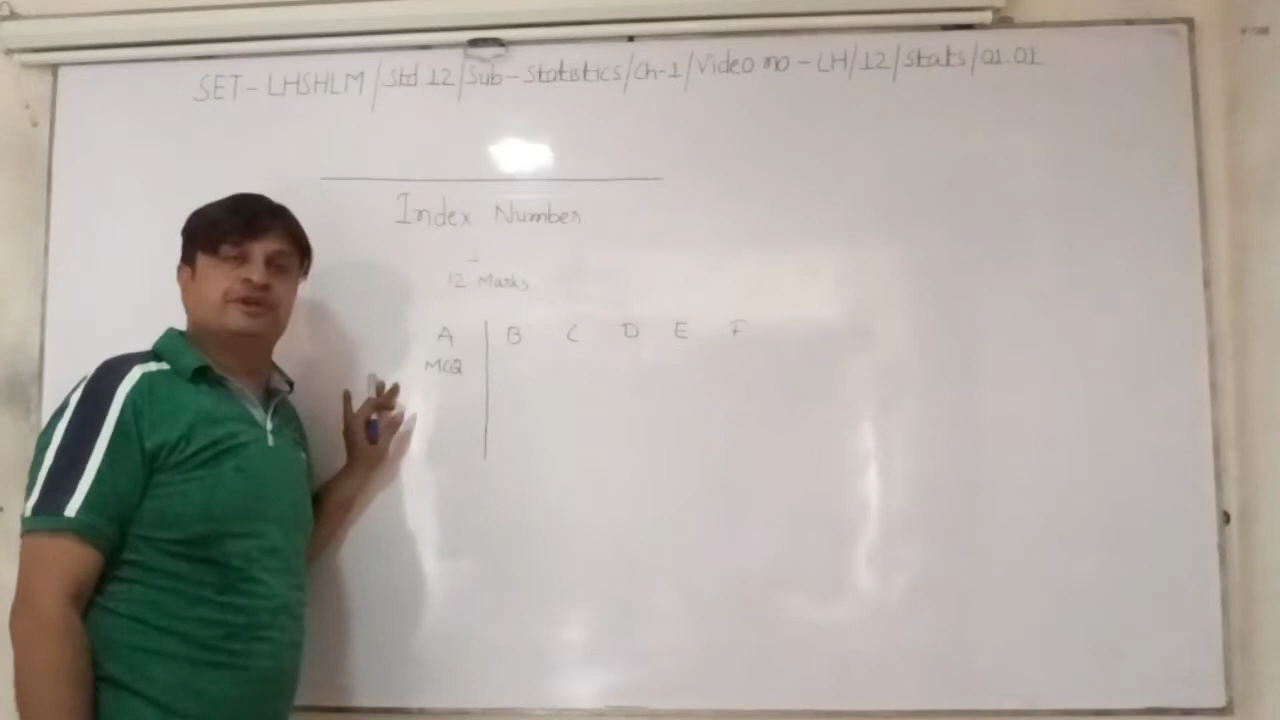 SET - LHSHLM / Std 12 / Sub - Statistics / Ch-1 / Video no - LH / 12 / Stats / 01.01
Index Number
↓
12 Marks
A B C D E F
MCQ